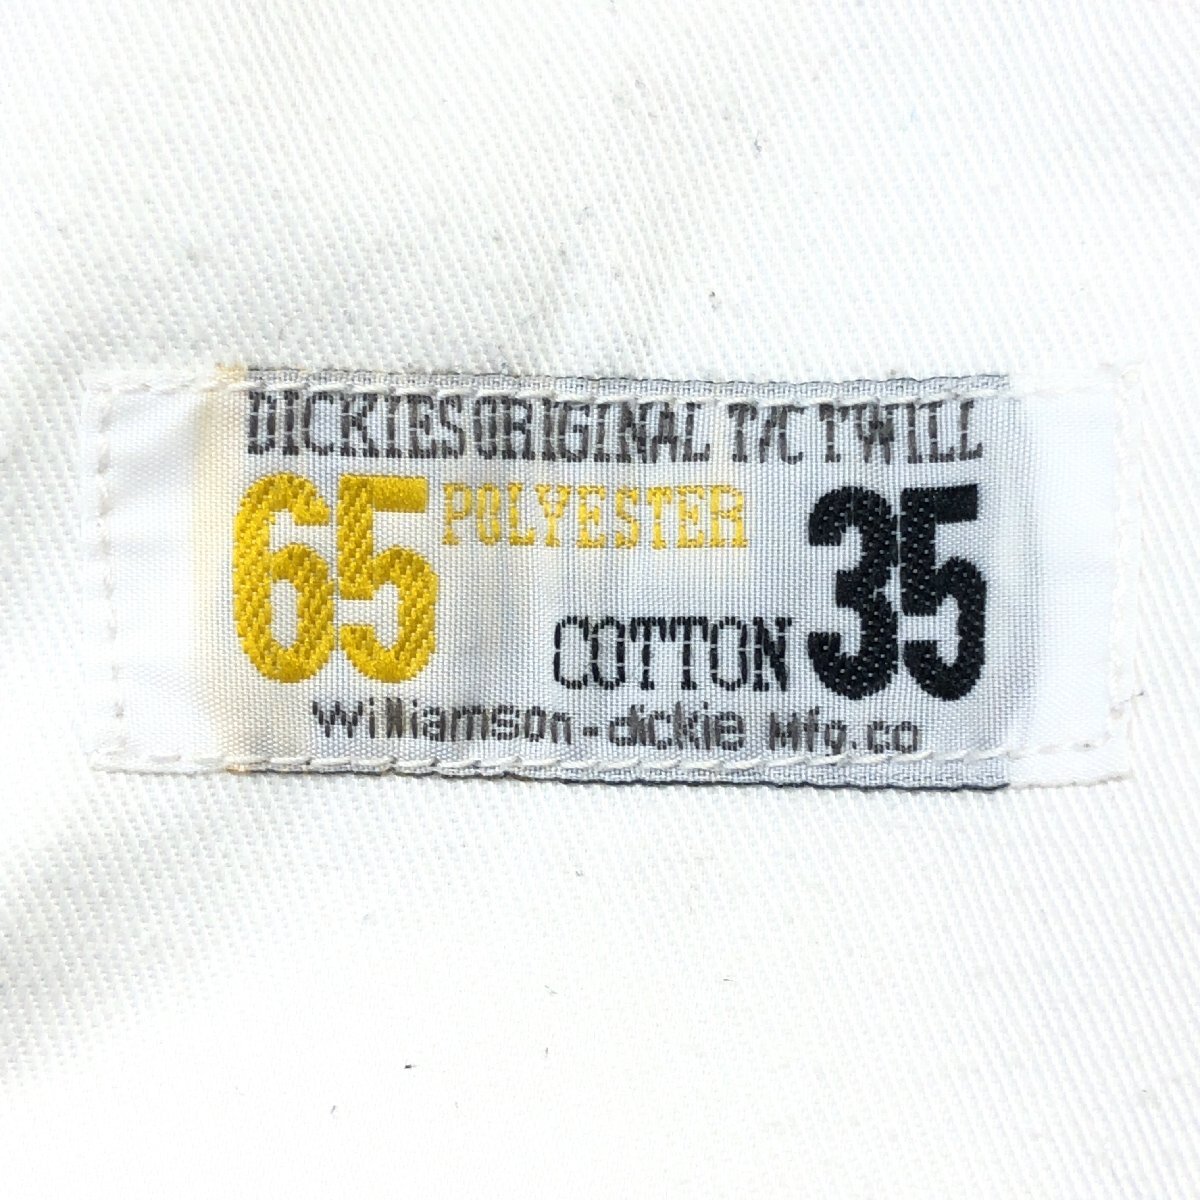 DICKIES ORIGINAL T/C TWILL
65 POLYESTER
COTTON 35
Williamson-dickie Mfg.co